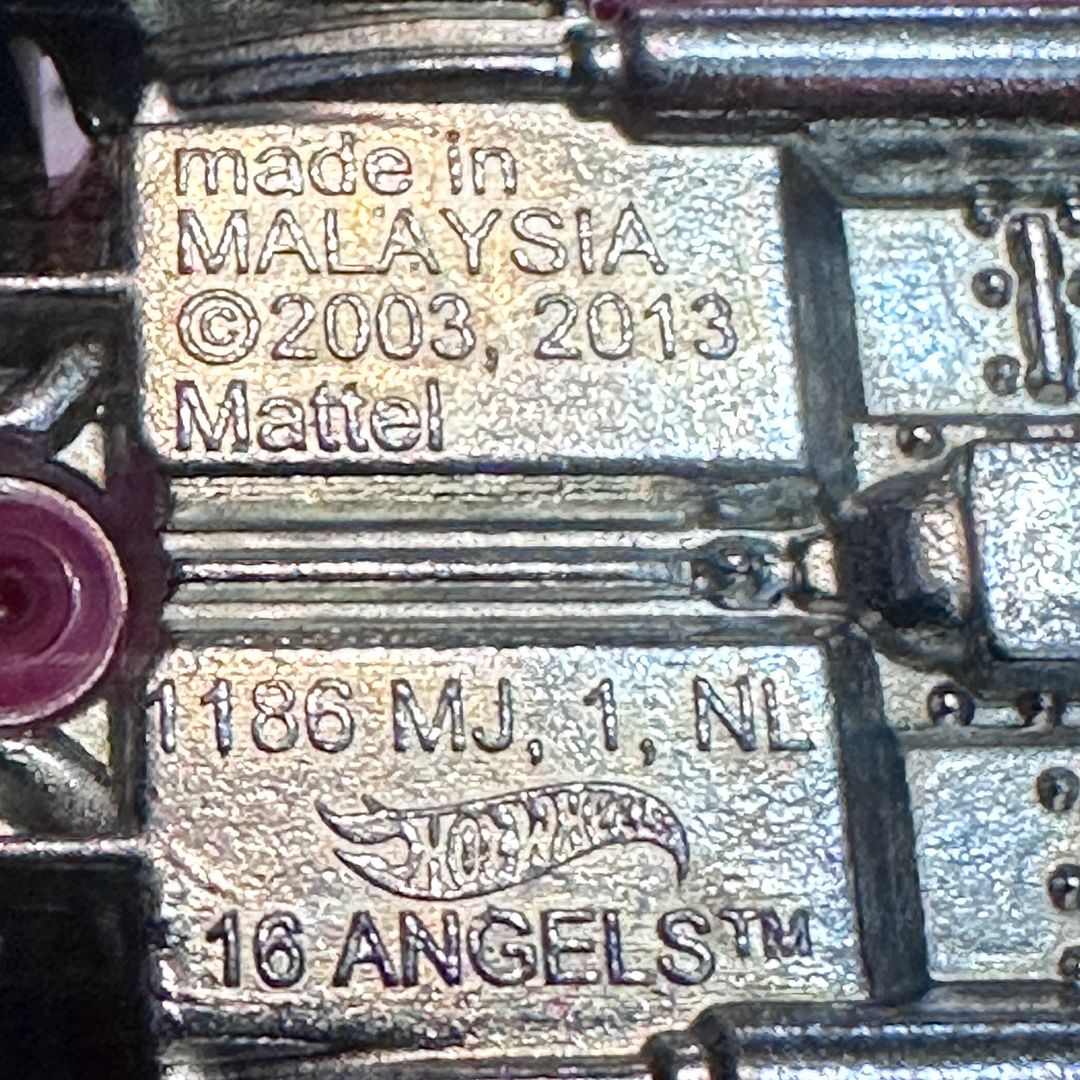 made in
MALAYSIA
©2003, 2013
Mattel
1186 MJ, 1, NL
HOT WHEELS
16 ANGELS™